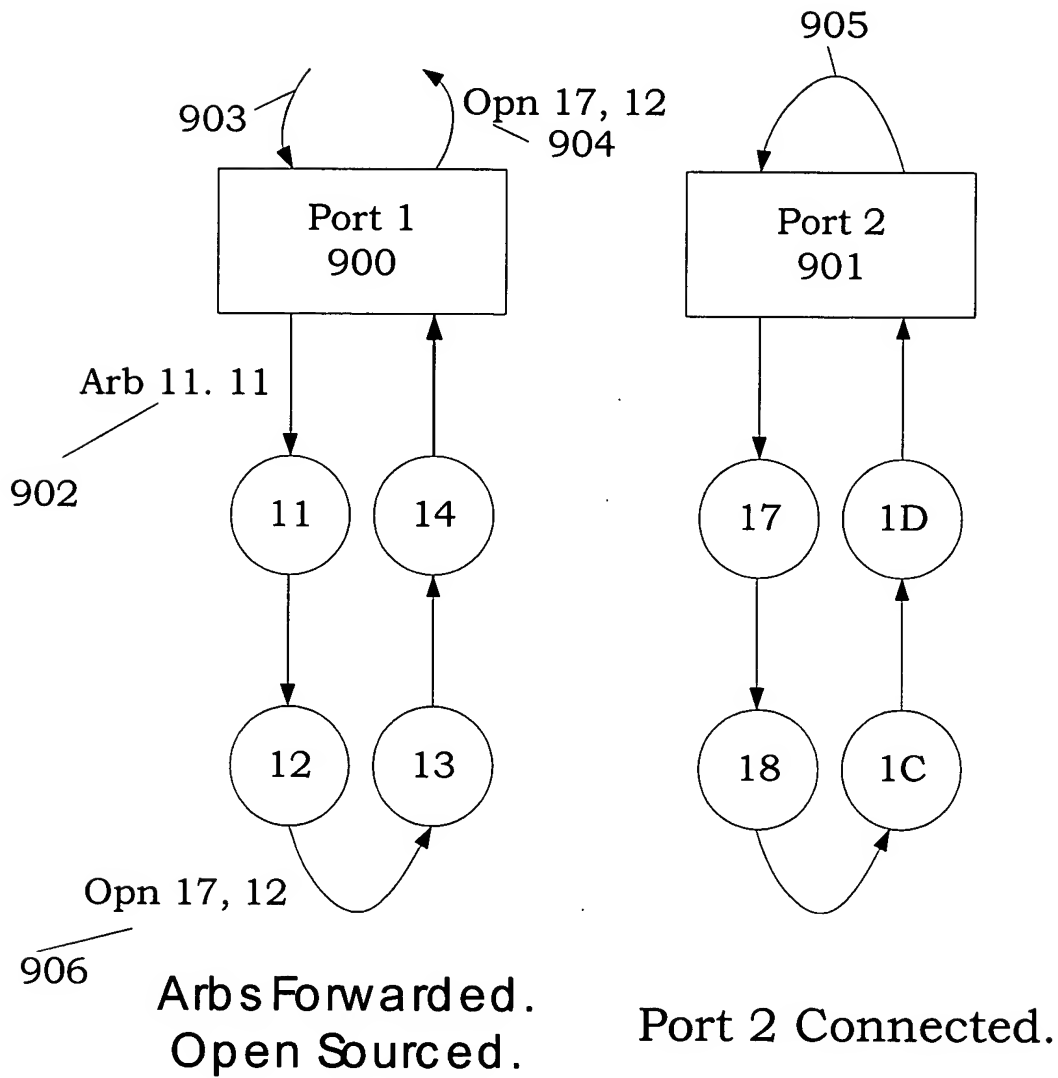 905
903
Opn 17, 12
904
Port 1
900
Port 2
901
Arb 11. 11
902
11
14
17
1D
12
13
18
1C
Opn 17, 12
906
Arbs Forwarded.
Open Sourced.
Port 2 Connected.